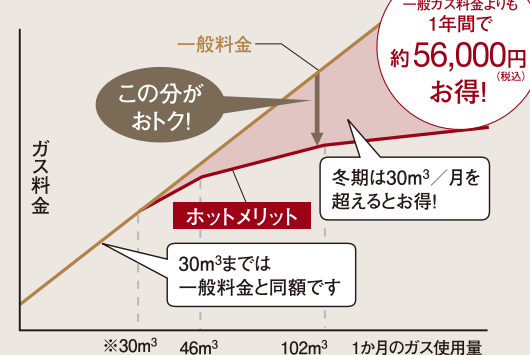 一般ガス料金よりも
1年間で
約56,000円
(税込)
お得!
一般料金
この分が
おトク!
ガス料金
冬期は30m³／月を
超えるとお得!
ホットメリット
30m³までは
一般料金と同額です
※30m³
46m³
102m³
1か月のガス使用量